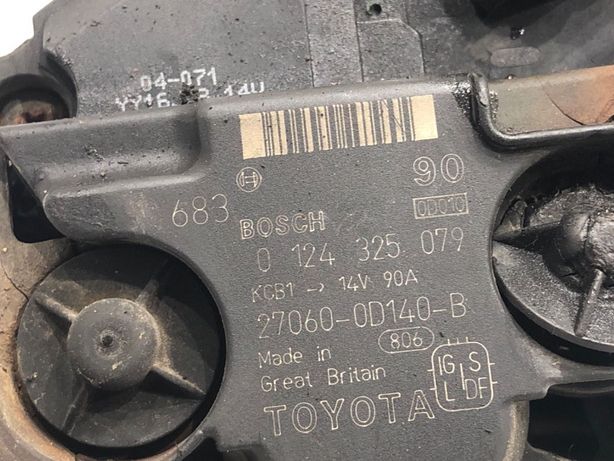 04-071
14V
683
90
BOSCH
0D010
0 124 325 079
KCB1 → 14V 90A
27060-0D140-B
Made in
Great Britain
806
IG S
L DF
TOYOTA